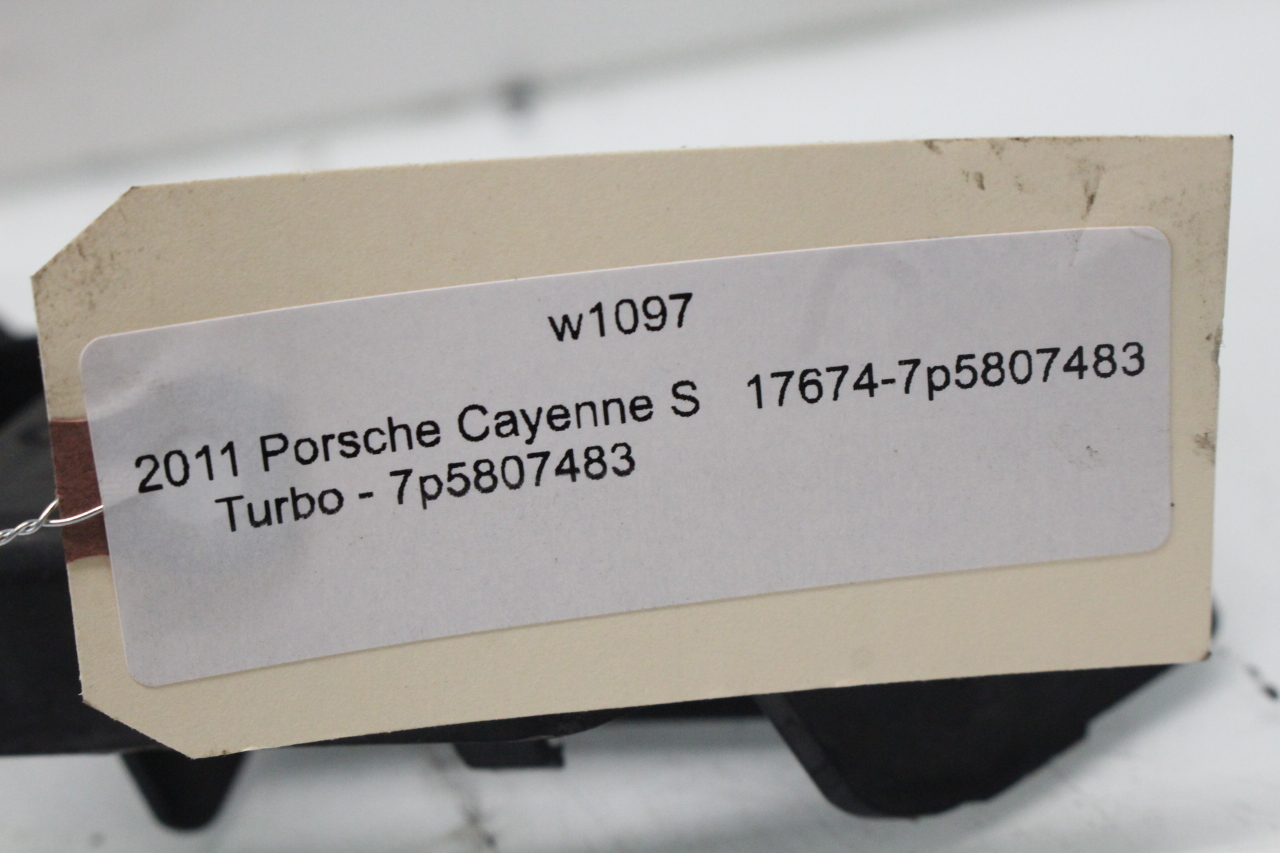 w1097
2011 Porsche Cayenne S 17674-7p5807483
Turbo - 7p5807483